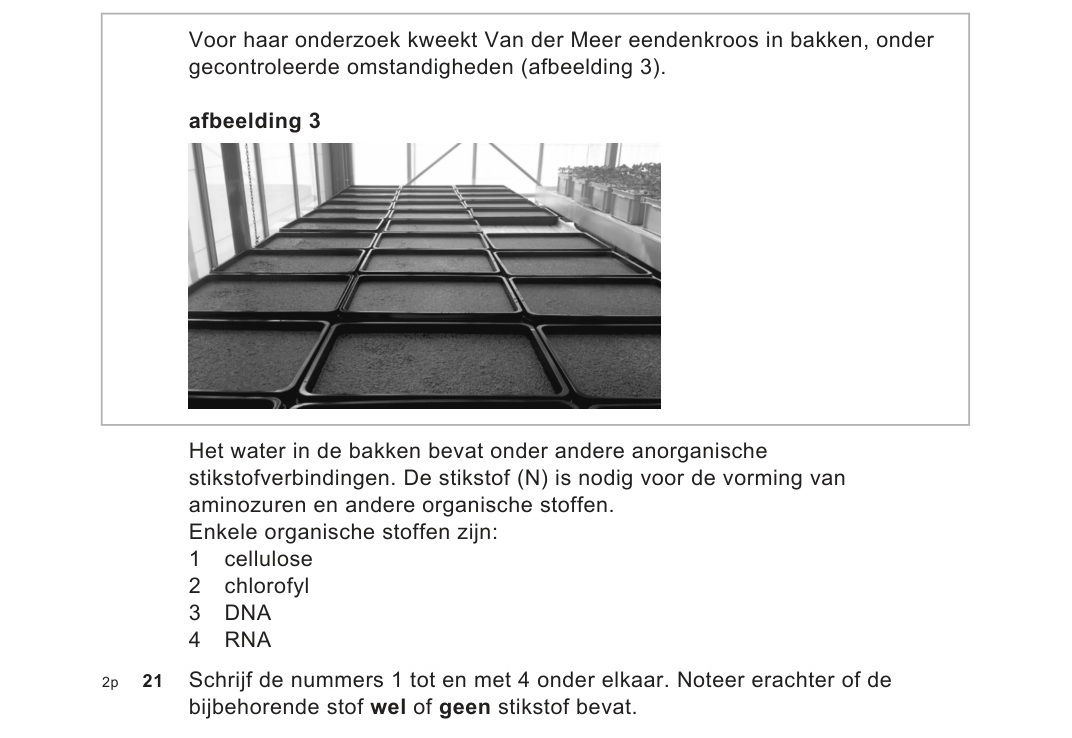 Voor haar onderzoek kweekt Van der Meer eendenkroos in bakken, onder
gecontroleerde omstandigheden (afbeelding 3).
afbeelding 3
Het water in de bakken bevat onder andere anorganische
stikstofverbindingen. De stikstof (N) is nodig voor de vorming van
aminozuren en andere organische stoffen.
Enkele organische stoffen zijn:
1 cellulose
2 chlorofyl
3 DNA
4 RNA
2p 21 Schrijf de nummers 1 tot en met 4 onder elkaar. Noteer erachter of de
bijbehorende stof wel of geen stikstof bevat.